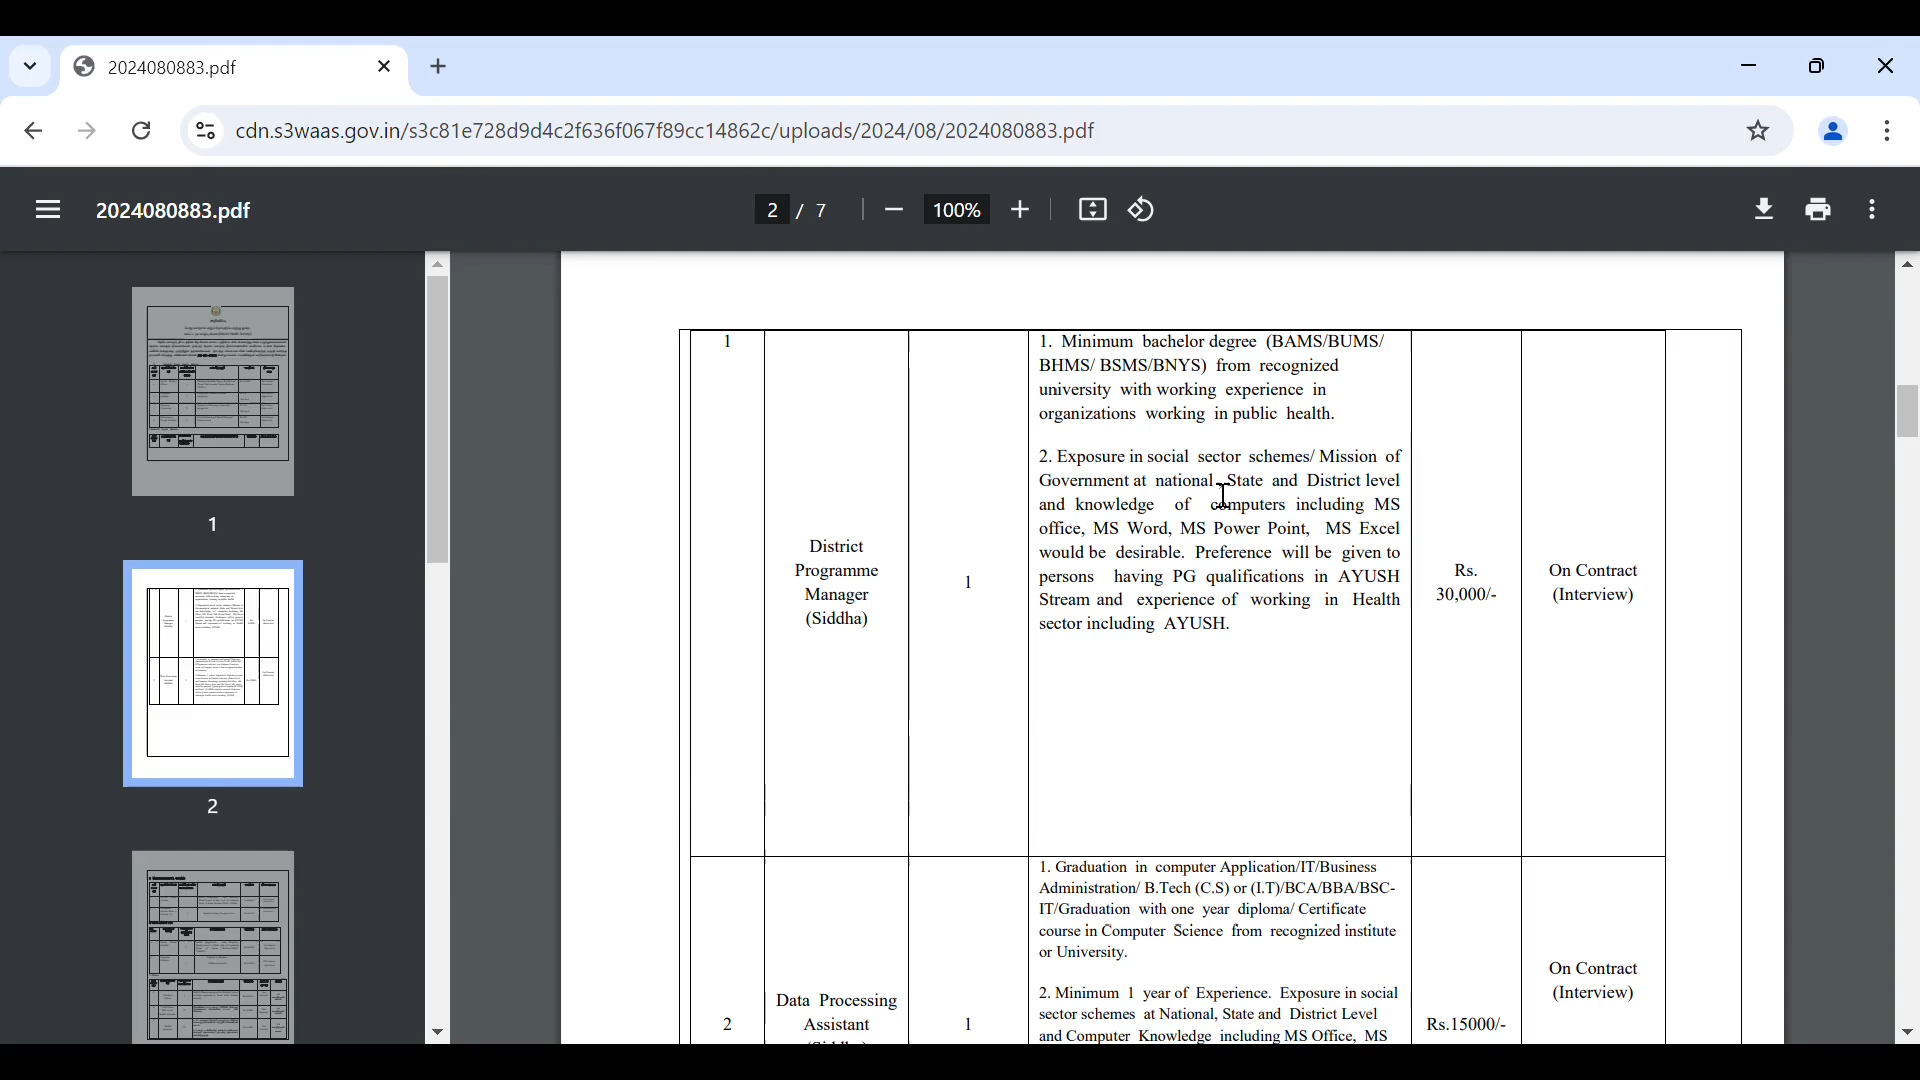 2024080883.pdf
cdn.s3waas.gov.in/s3c81e728d9d4c2f636f067f89cc14862c/uploads/2024/08/2024080883.pdf
2024080883.pdf
2 / 7
100%
1
2
1
District
Programme
Manager
(Siddha)
1
1. Minimum bachelor degree (BAMS/BUMS/
BHMS/ BSMS/BNYS) from recognized
university with working experience in
organizations working in public health.
2. Exposure in social sector schemes/ Mission of
Government at national, State and District level
and knowledge of computers including MS
office, MS Word, MS Power Point, MS Excel
would be desirable. Preference will be given to
persons having PG qualifications in AYUSH
Stream and experience of working in Health
sector including AYUSH.
Rs.
30,000/-
On Contract
(Interview)
2
Data Processing
Assistant
1
1. Graduation in computer Application/IT/Business
Administration/ B.Tech (C.S) or (I.T)/BCA/BBA/BSC-
IT/Graduation with one year diploma/ Certificate
course in Computer Science from recognized institute
or University.
2. Minimum 1 year of Experience. Exposure in social
sector schemes at National, State and District Level
and Computer Knowledge including MS Office, MS
Rs.15000/-
On Contract
(Interview)